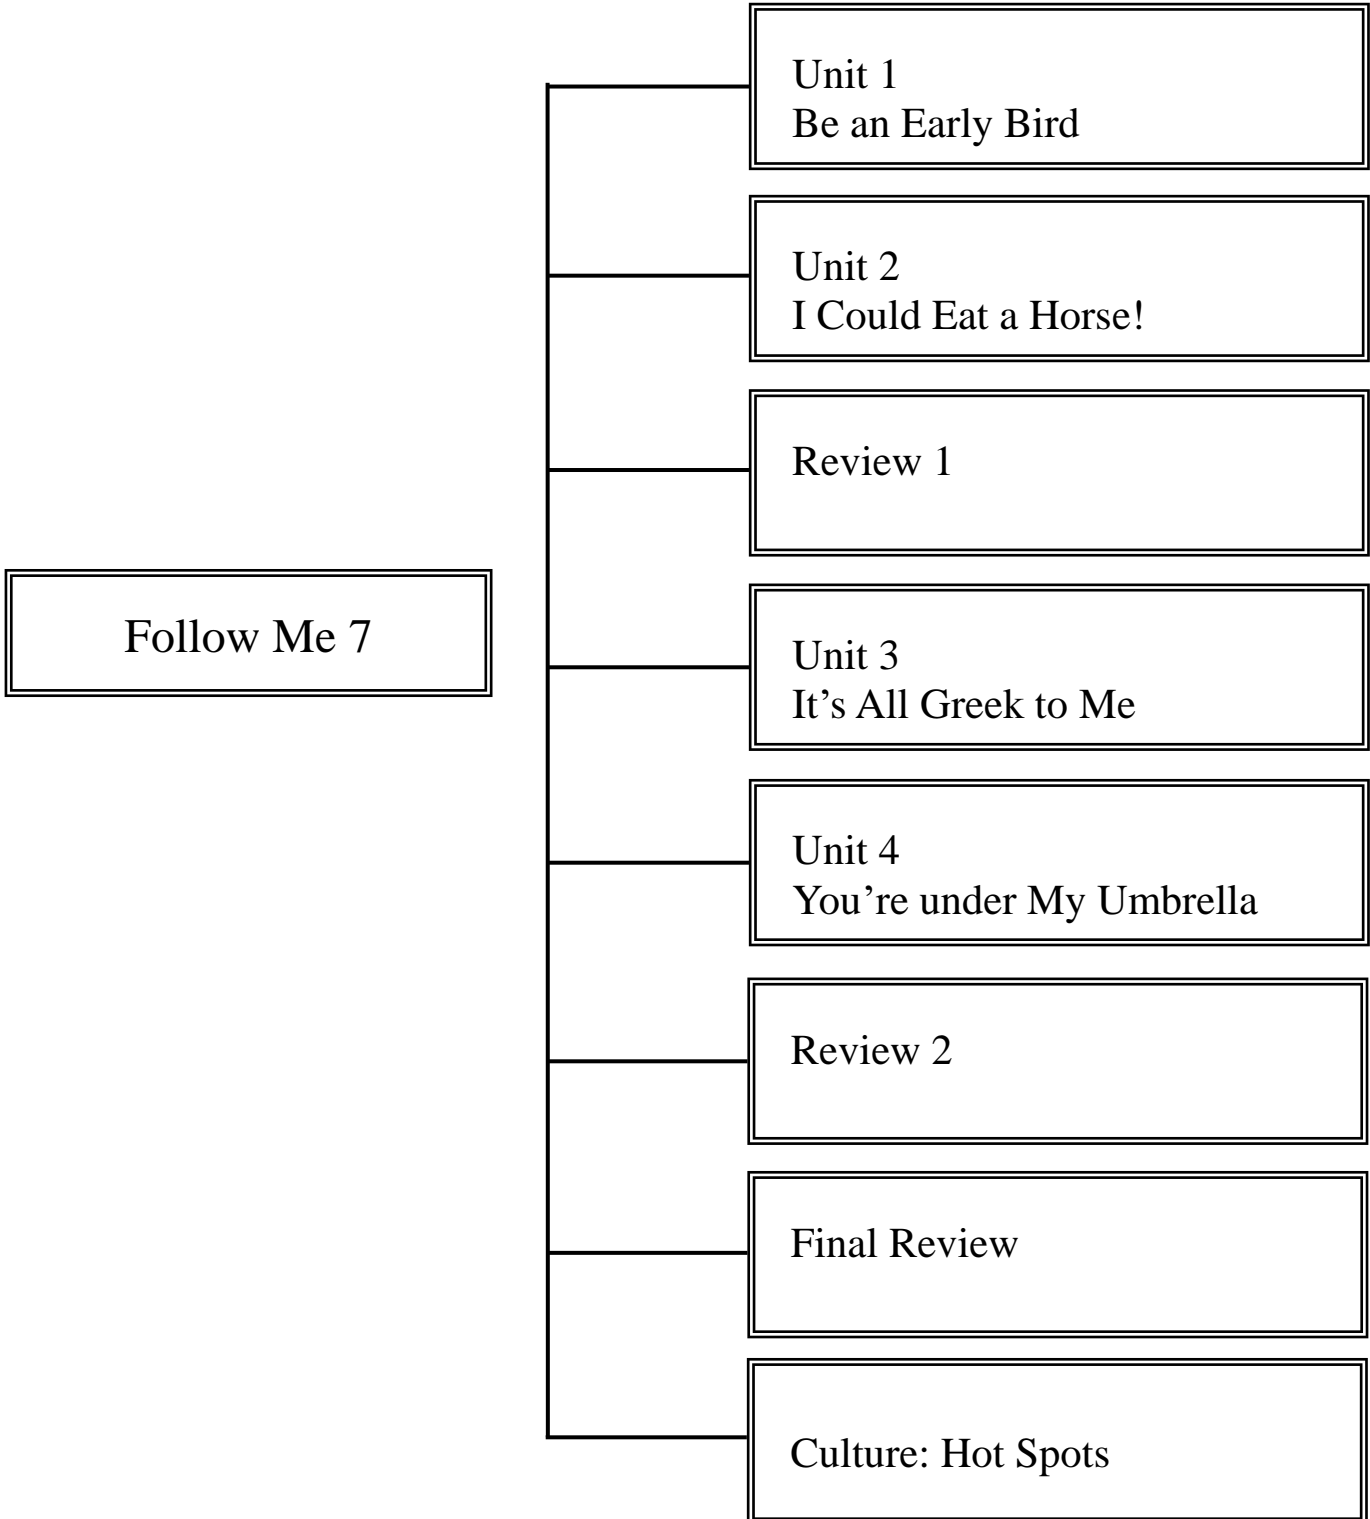 Unit 1
Be an Early Bird
Unit 2
I Could Eat a Horse!
Review 1
Follow Me 7
Unit 3
It’s All Greek to Me
Unit 4
You’re under My Umbrella
Review 2
Final Review
Culture: Hot Spots